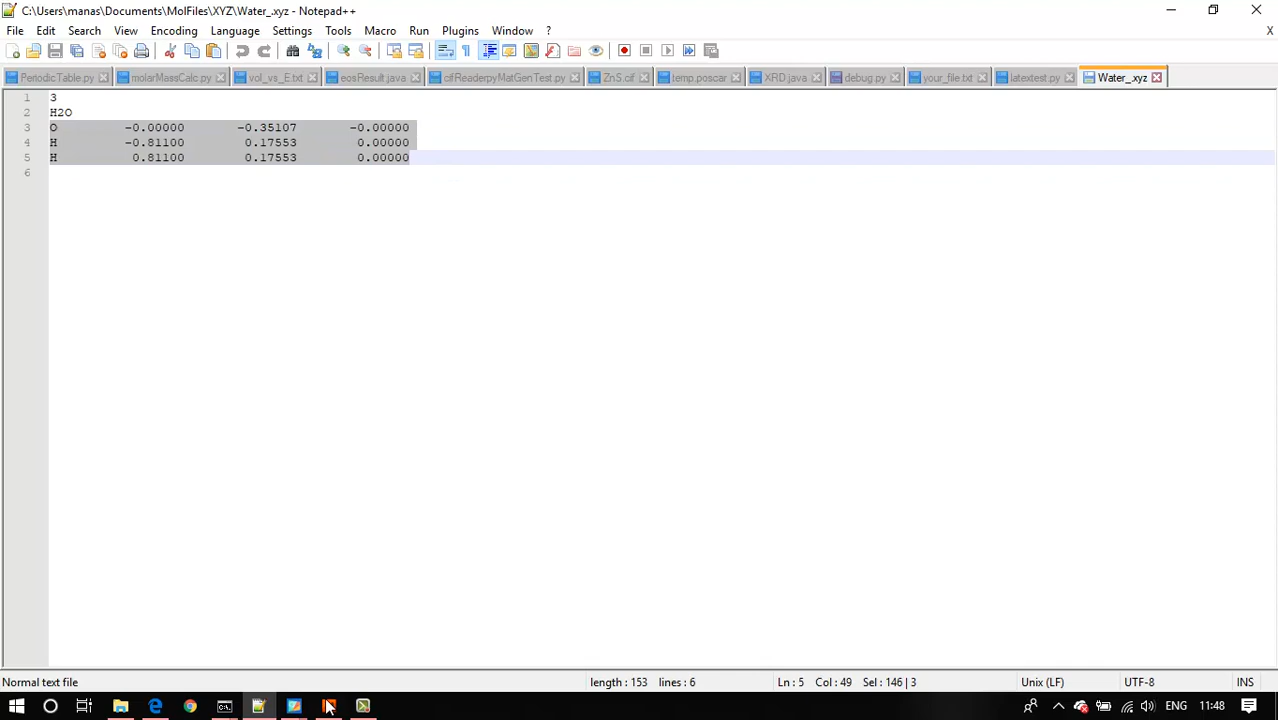 C:\Users\manas\Documents\MolFiles\XYZ\Water_.xyz - Notepad++
File Edit Search View Encoding Language Settings Tools Macro Run Plugins Window ? X
PeriodicTable.py molarMassCalc.py vol_vs_E.txt eosResult.java cifReaderpyMatGenTest.py ZnS.cif temp.poscar XRD.java debug.py your_file.txt latextest.py Water_.xyz
1 3
2 H2O
3 O -0.00000 -0.35107 -0.00000
4 H -0.81100 0.17553 0.00000
5 H 0.81100 0.17553 0.00000
6
Normal text file length : 153 lines : 6 Ln : 5 Col : 49 Sel : 146 | 3 Unix (LF) UTF-8 INS
ENG 11:48